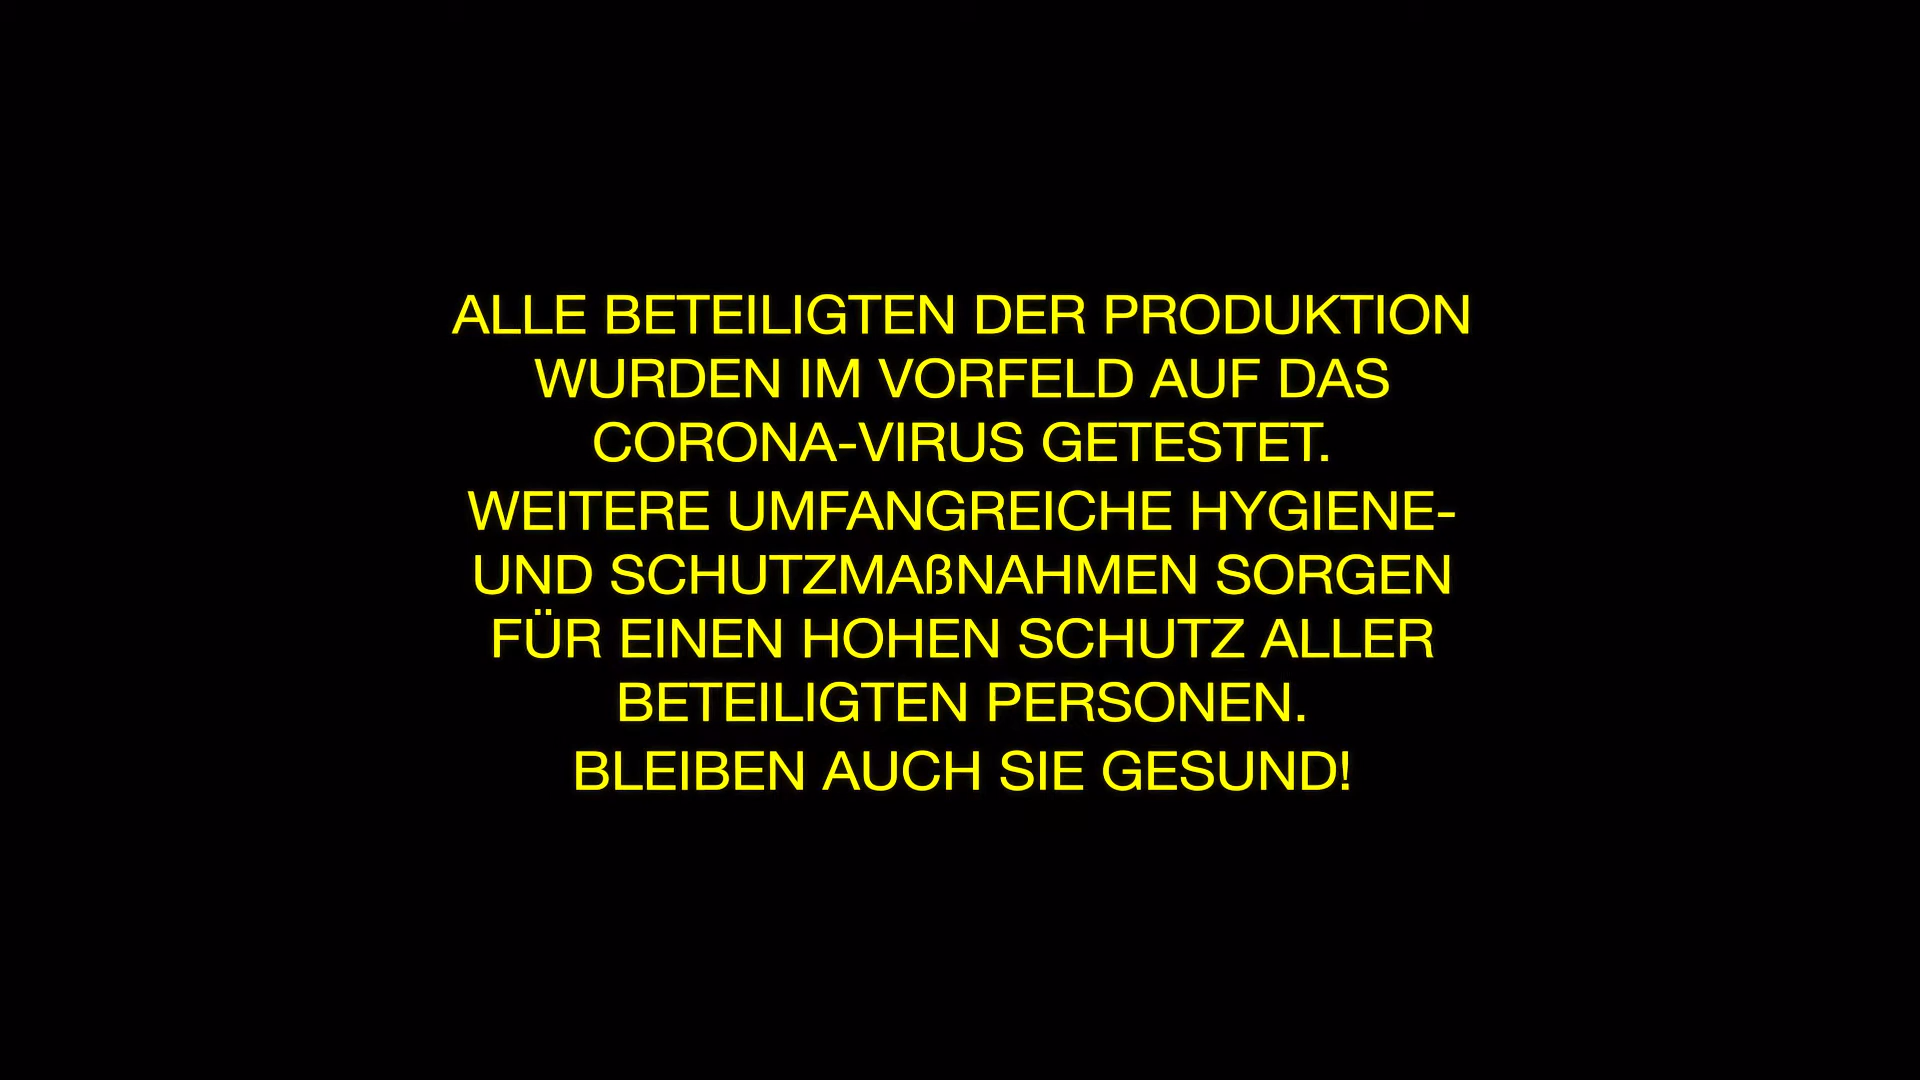 ALLE BETEILIGTEN DER PRODUKTION
WURDEN IM VORFELD AUF DAS
CORONA-VIRUS GETESTET.
WEITERE UMFANGREICHE HYGIENE-
UND SCHUTZMAßNAHMEN SORGEN
FÜR EINEN HOHEN SCHUTZ ALLER
BETEILIGTEN PERSONEN.
BLEIBEN AUCH SIE GESUND!